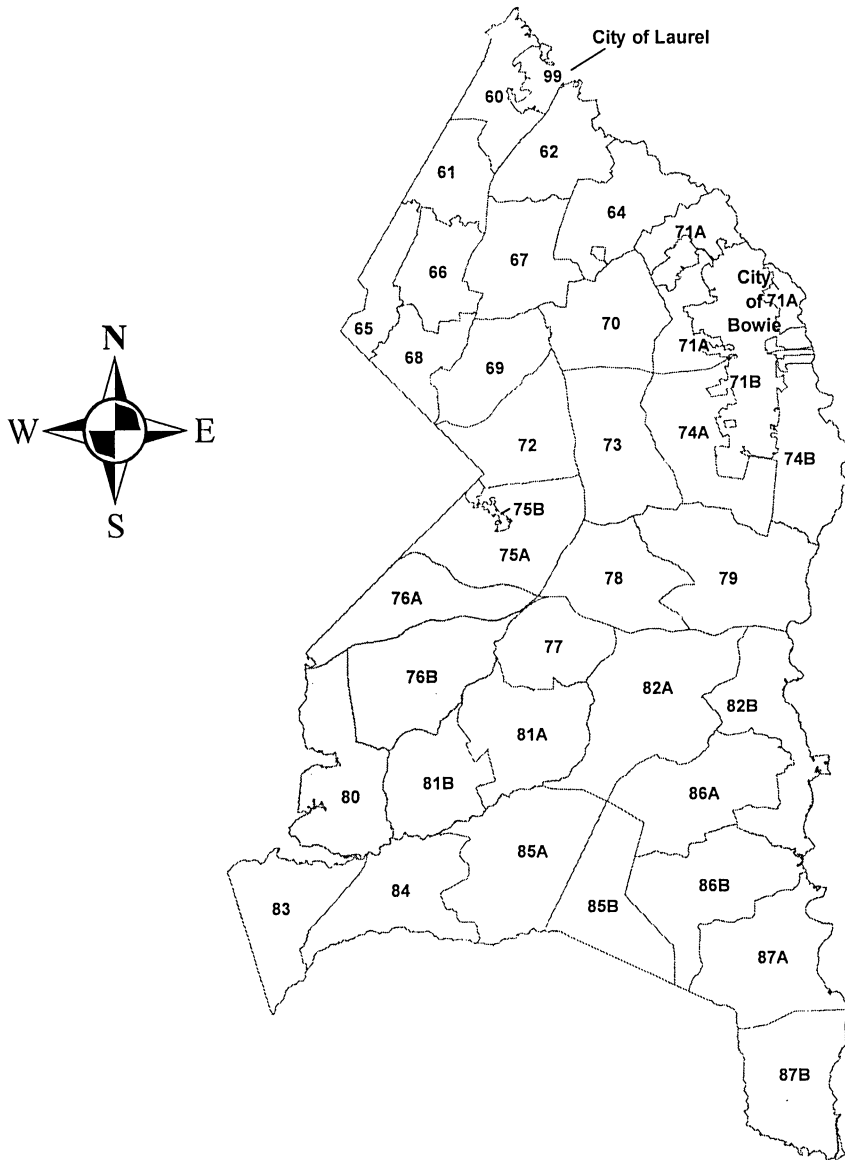 City of Laurel
99
60
62
61
64
71A
66
67
City
of 71A
Bowie
65
70
68
69
71A
71B
N
W E
S
72
73
74A
74B
75B
75A
78
79
76A
77
76B
82A
82B
81A
80
81B
86A
85A
86B
84
83
85B
87A
87B